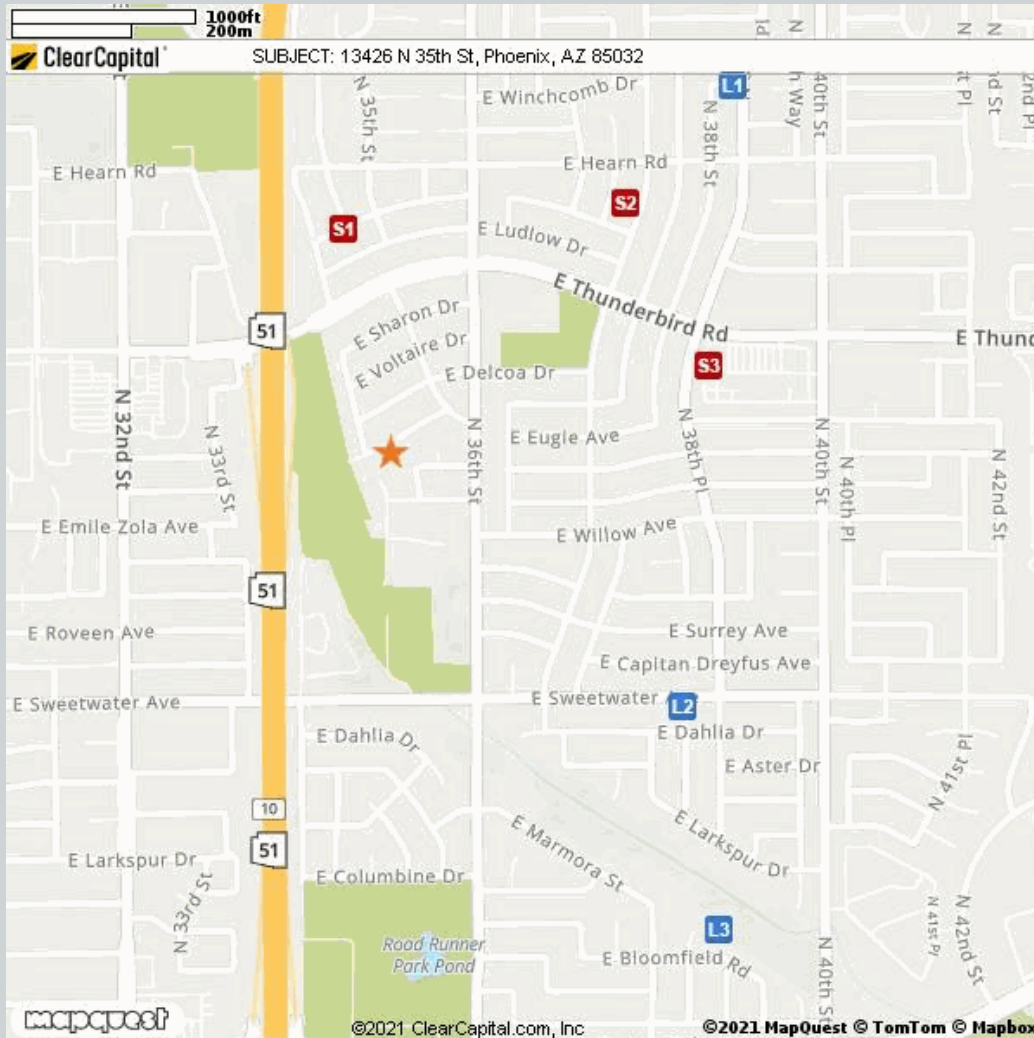 1000ft
200m
ClearCapital
SUBJECT: 13426 N 35th St, Phoenix, AZ 85032
N 35th St
E Winchcomb Dr
L1
N 38th St
40th St
E Hearn Rd
E Hearn Rd
S1
S2
E Ludlow Dr
E Thunderbird Rd
51
E Sharon Dr
E Voltaire Dr
E Thund
E Delcoa Dr
S3
N 32nd St
N 33rd St
N 36th St
E Eugie Ave
N 38th Pl
N 40th St
N 40th Pl
N 42nd St
E Emile Zola Ave
E Willow Ave
51
E Roveen Ave
E Surrey Ave
E Capitan Dreyfus Ave
E Sweetwater Ave
E Sweetwater
L2
E Dahlia Dr
E Dahlia Dr
E Aster Dr
N 41st Pl
10
51
E Larkspur Dr
E Marmora St
E Larkspur Dr
N 33rd St
E Columbine Dr
N 41st Pl
N 42nd St
L3
Road Runner
Park Pond
E Bloomfield Rd
N 40th St
mapquest
©2021 ClearCapital.com, Inc
©2021 MapQuest © TomTom © Mapbox